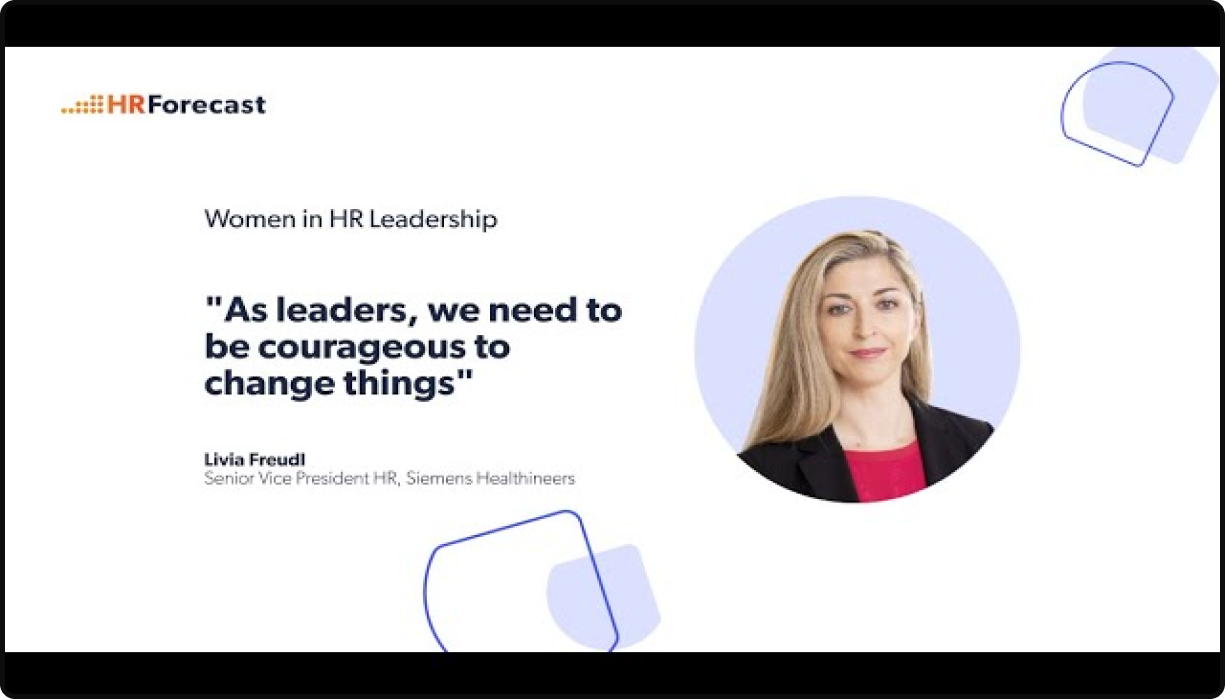 HRForecast
Women in HR Leadership
"As leaders, we need to
be courageous to
change things"
Livia Freudl
Senior Vice President HR, Siemens Healthineers